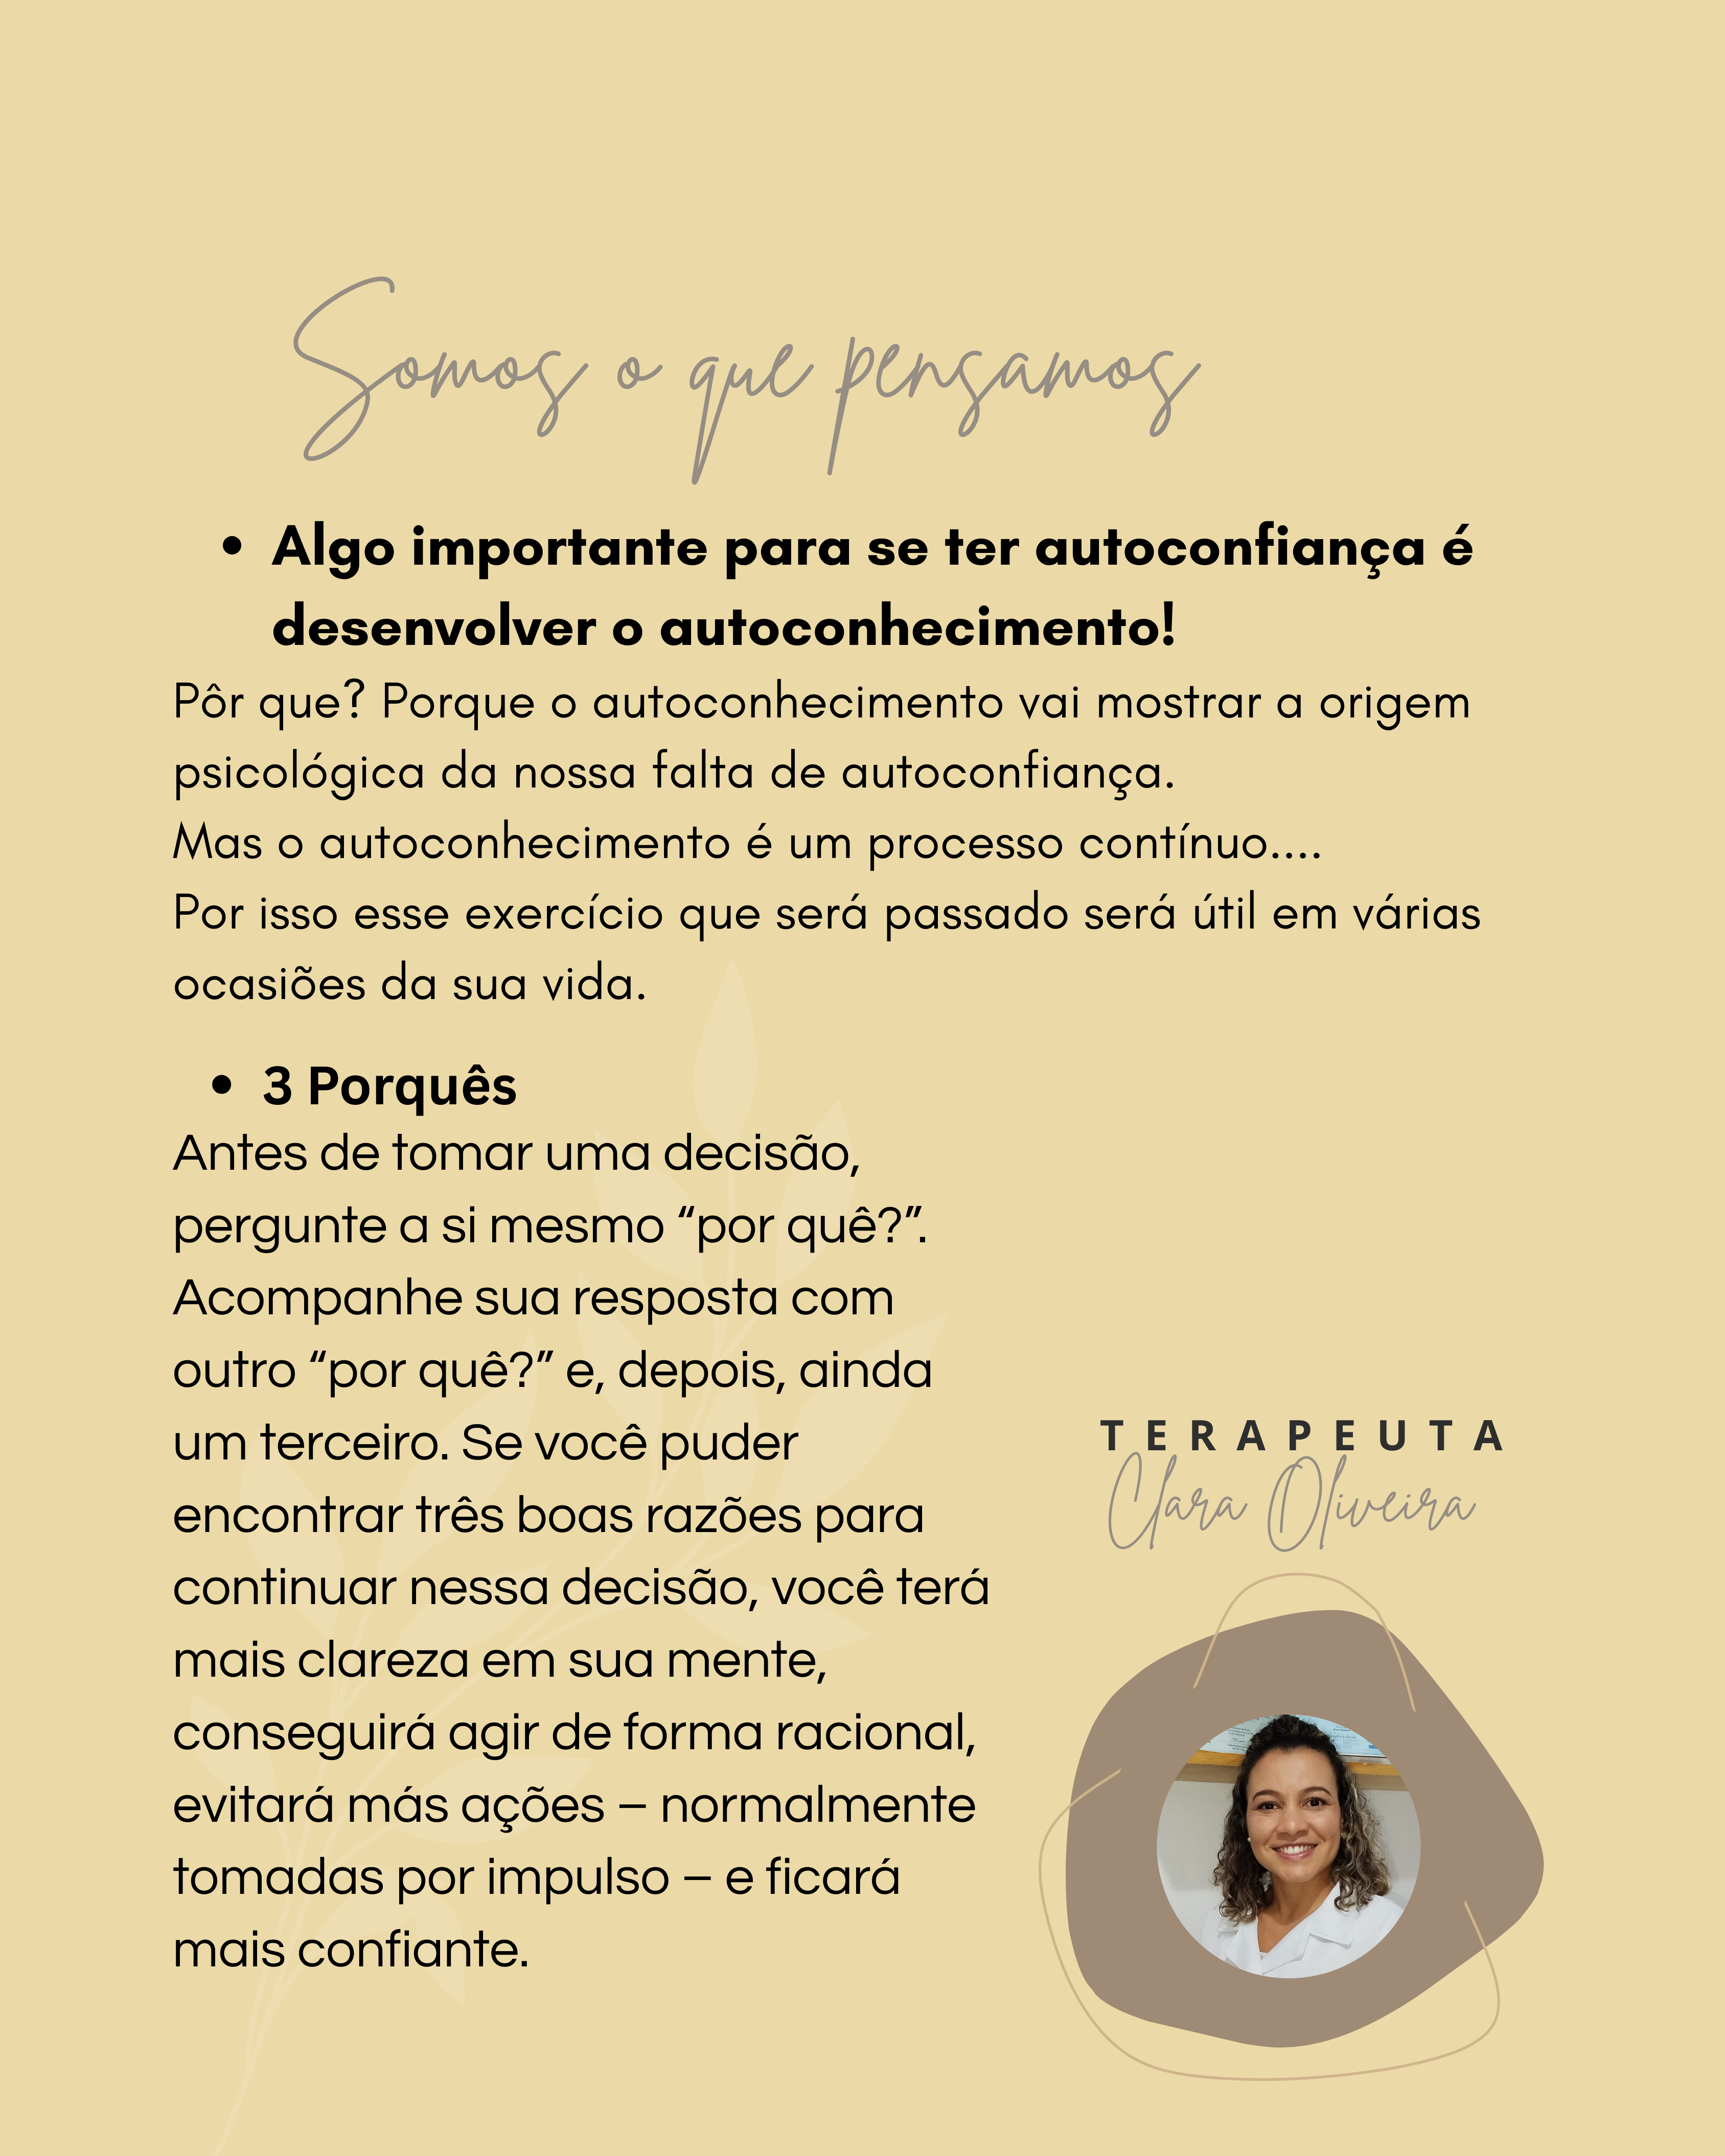 Somos o que pensamos
• Algo importante para se ter autoconfiança é
desenvolver o autoconhecimento!
Pôr que? Porque o autoconhecimento vai mostrar a origem
psicológica da nossa falta de autoconfiança.
Mas o autoconhecimento é um processo contínuo....
Por isso esse exercício que será passado será útil em várias
ocasiões da sua vida.
• 3 Porquês
Antes de tomar uma decisão,
pergunte a si mesmo “por quê?”.
Acompanhe sua resposta com
outro “por quê?” e, depois, ainda
um terceiro. Se você puder
encontrar três boas razões para
continuar nessa decisão, você terá
mais clareza em sua mente,
conseguirá agir de forma racional,
evitará más ações – normalmente
tomadas por impulso – e ficará
mais confiante.
TERAPEUTA
Clara Oliveira